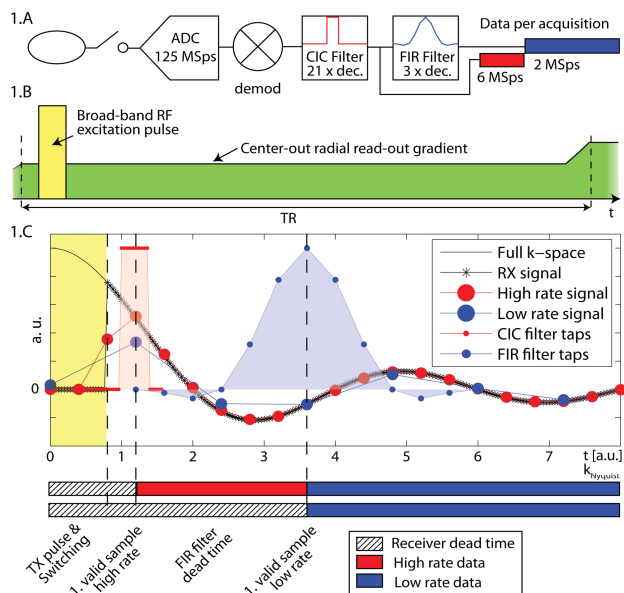 1.A
ADC
125 MSps
demod
CIC Filter
21 x dec.
FIR Filter
3 x dec.
Data per acquisition
6 MSps
2 MSps
1.B
Broad-band RF
excitation pulse
Center-out radial read-out gradient
TR
t
1.C
a. u.
0
Full k−space
RX signal
High rate signal
Low rate signal
CIC filter taps
FIR filter taps
0
1
2
3
4
5
6
7
t [a.u.]
kNyquist
TX pulse &
Switching
1. valid sample
high rate
FIR filter
dead time
1. valid sample
low rate
Receiver dead time
High rate data
Low rate data